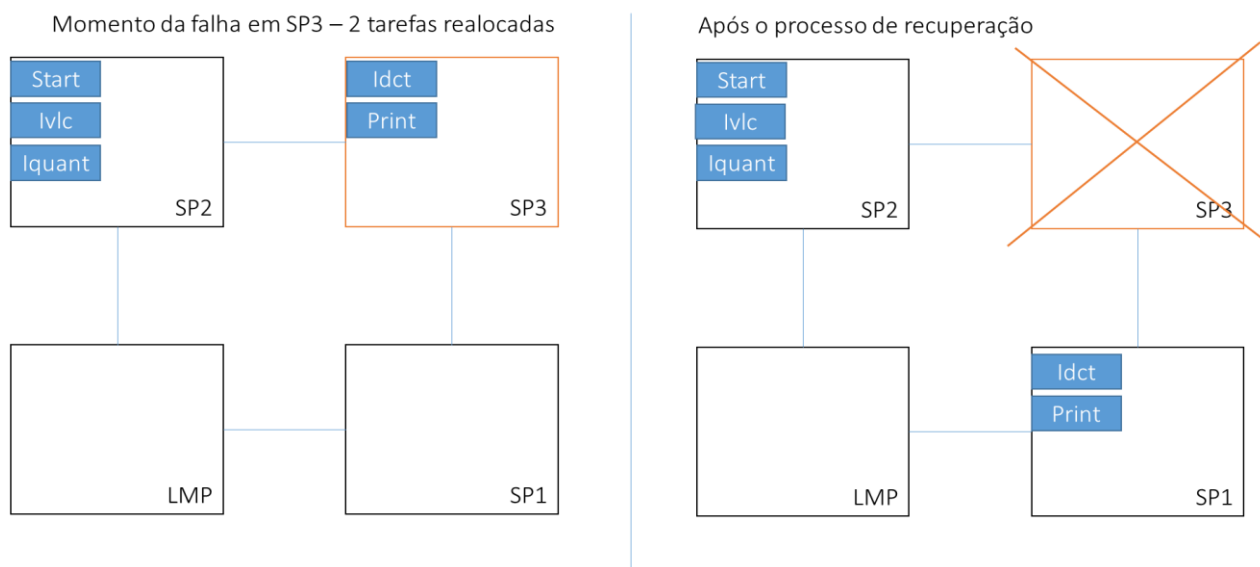 Momento da falha em SP3 – 2 tarefas realocadas
Start
Ivlc
Iquant
SP2
Idct
Print
SP3
LMP
SP1
Após o processo de recuperação
Start
Ivlc
Iquant
SP2
SP3
LMP
Idct
Print
SP1